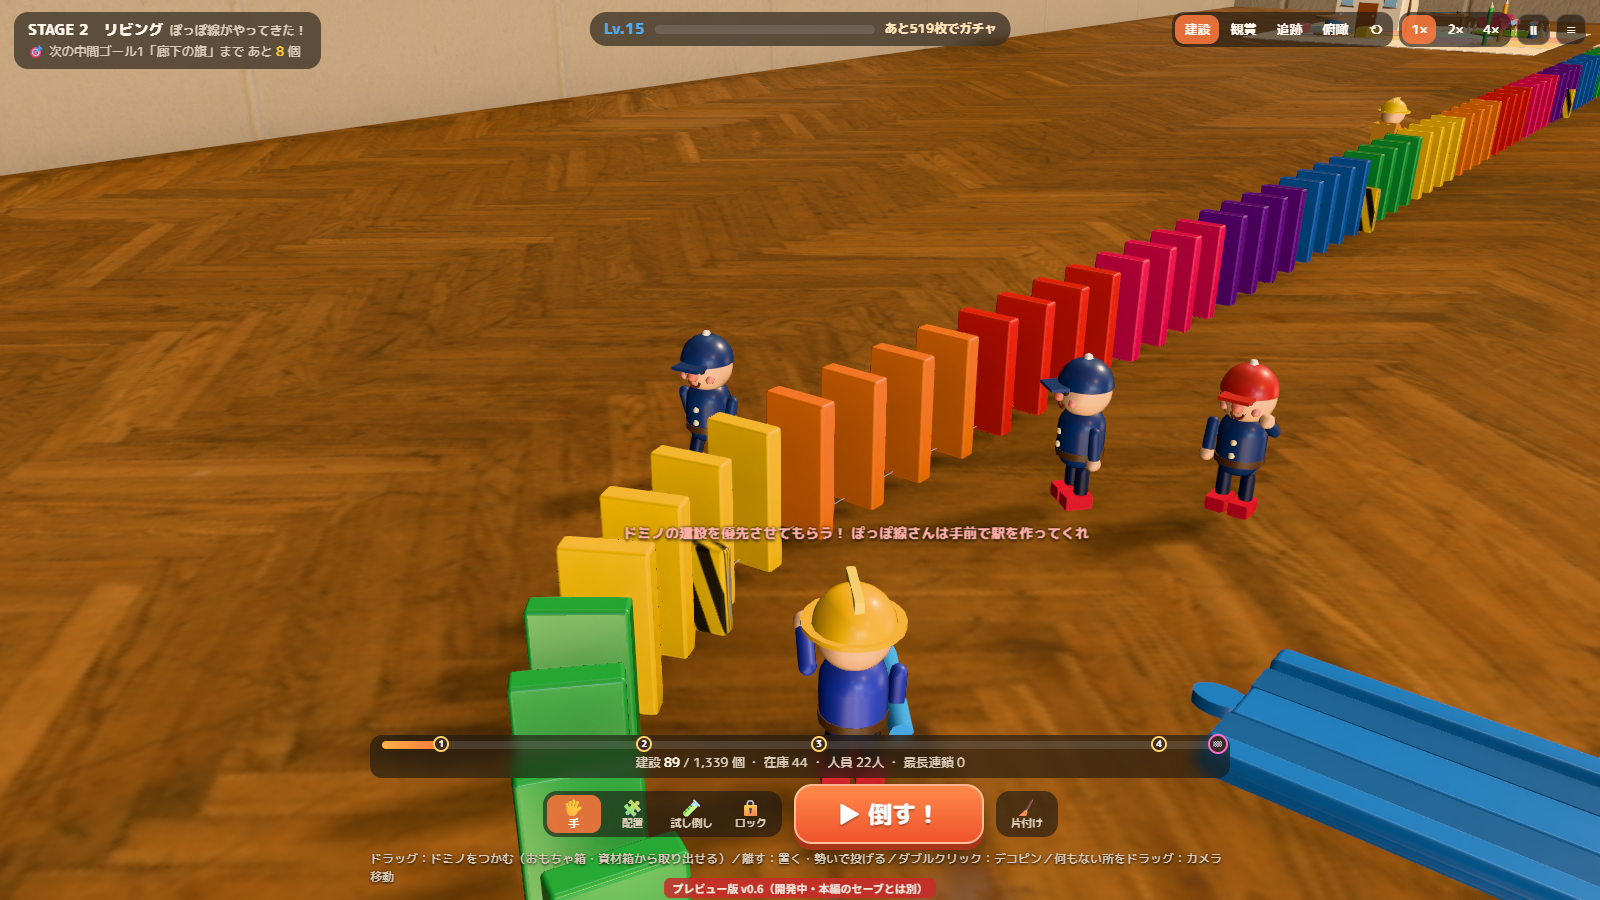 STAGE 2 リビング ぽっぽ線がやってきた！
🎯 次の中間ゴール1「廊下の旗」まで あと 8 個
Lv.15 あと519枚でガチャ
建設 観賞 追跡 俯瞰 ⟲ 1× 2× 4× ⏸ ≡
ドミノの建設を優先させてもらう！ ぽっぽ線さんは手前で駅を作ってくれ
1 2 3 4
建設 89 / 1,339 個 ・ 在庫 44 ・ 人員 22人 ・ 最長連鎖 0
手 配置 試し倒し ロック ▶ 倒す！ 片付け
ドラッグ：ドミノをつかむ（おもちゃ箱・資材箱から取り出せる）／離す：置く・勢いで投げる／ダブルクリック：デコピン／何もない所をドラッグ：カメラ
移動
プレビュー版 v0.6（開発中・本編のセーブとは別）